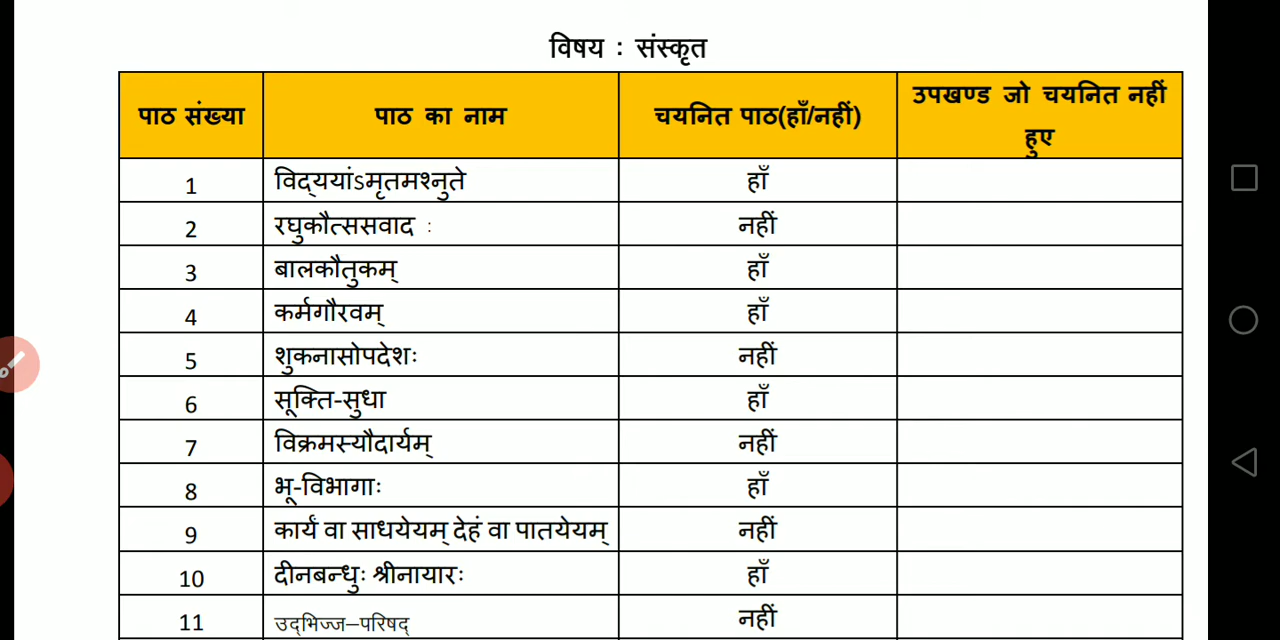 विषय : संस्कृत
पाठ संख्या पाठ का नाम चयनित पाठ(हाँ/नहीं) उपखण्ड जो चयनित नहीं
हुए
1 विद्ययांऽमृतमश्नुते हाँ
2 रघुकौत्ससवाद : नहीं
3 बालकौतुकम् हाँ
4 कर्मगौरवम् हाँ
5 शुकनासोपदेशः नहीं
6 सूक्ति-सुधा हाँ
7 विक्रमस्यौदार्यम् नहीं
8 भू-विभागाः हाँ
9 कार्यं वा साधयेयम् देहं वा पातयेयम् नहीं
10 दीनबन्धुः श्रीनायारः हाँ
11 उद्भिज्ज–परिषद् नहीं